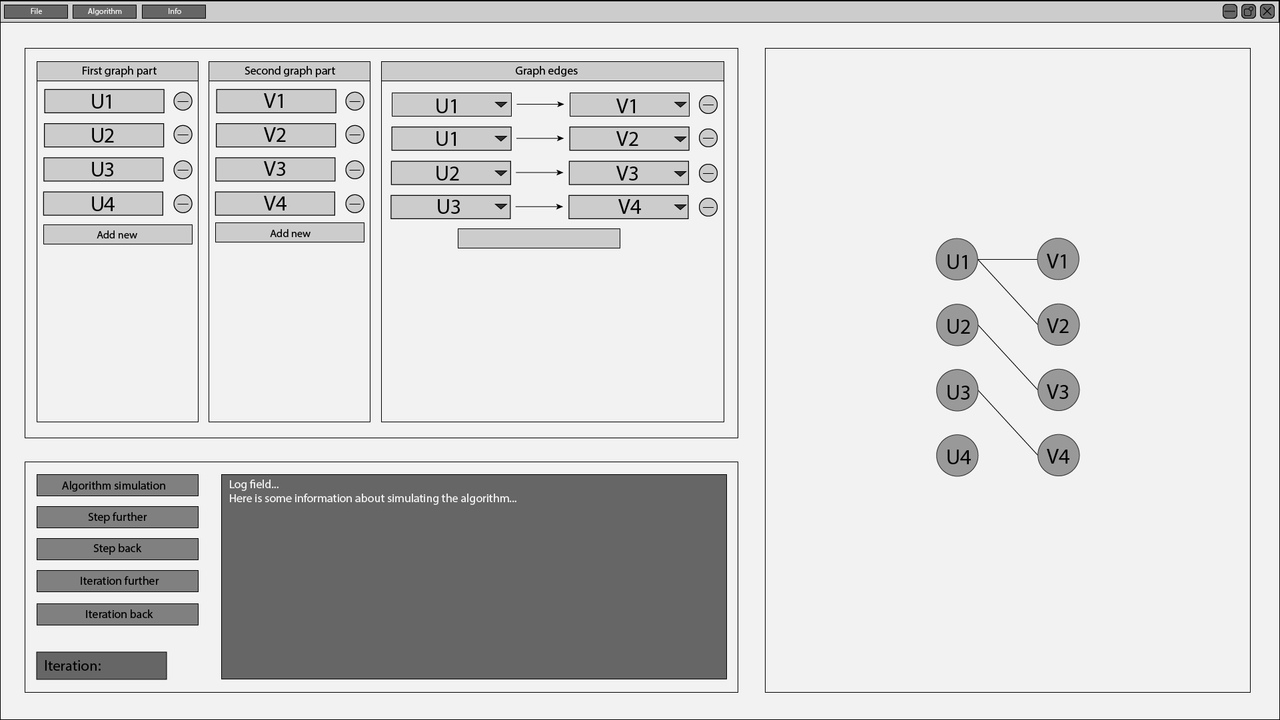 File
Algorithm
Info
First graph part
U1
U2
U3
U4
Add new
Second graph part
V1
V2
V3
V4
Add new
Graph edges
U1 V1
U1 V2
U2 V3
U3 V4
Algorithm simulation
Step further
Step back
Iteration further
Iteration back
Iteration:
Log field...
Here is some information about simulating the algorithm...
U1 V1
U2 V2
U3 V3
U4 V4